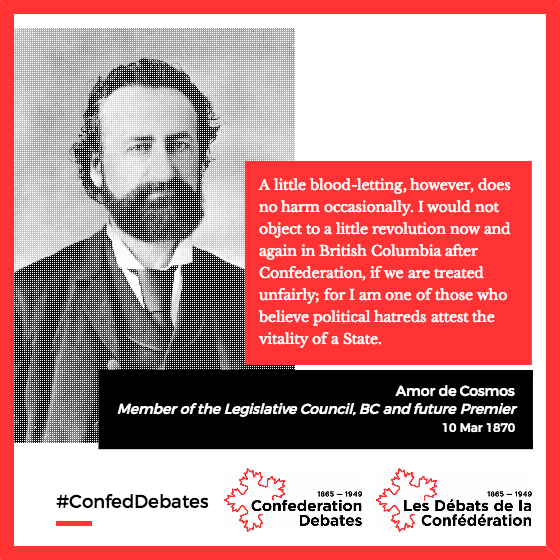 A little blood-letting, however, does
no harm occasionally. I would not
object to a little revolution now and
again in British Columbia after
Confederation, if we are treated
unfairly; for I am one of those who
believe political hatreds attest the
vitality of a State.
Amor de Cosmos
Member of the Legislative Council, BC and future Premier
10 Mar 1870
#ConfedDebates
1865 — 1949
Confederation
Debates
1865 — 1949
Les Débats de la
Confédération